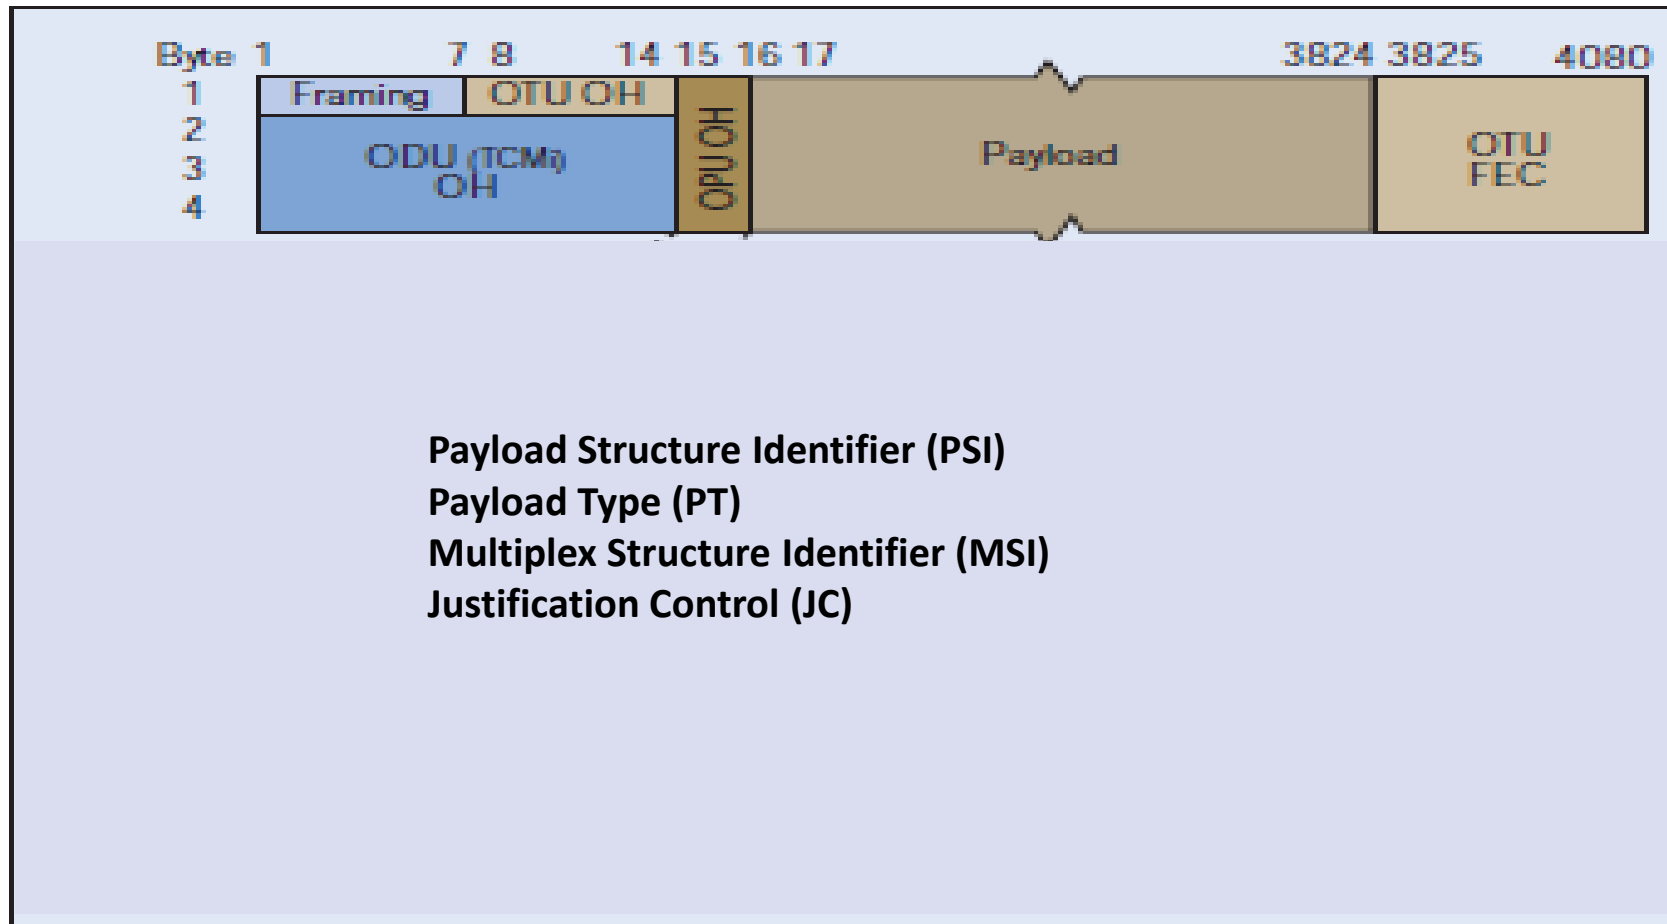 Byte 1 7 8 14 15 16 17 3824 3825 4080
1 Framing OTU OH
2
3
4
ODU (TCMi)
OH
OPU OH
Payload
OTU
FEC
Payload Structure Identifier (PSI)
Payload Type (PT)
Multiplex Structure Identifier (MSI)
Justification Control (JC)